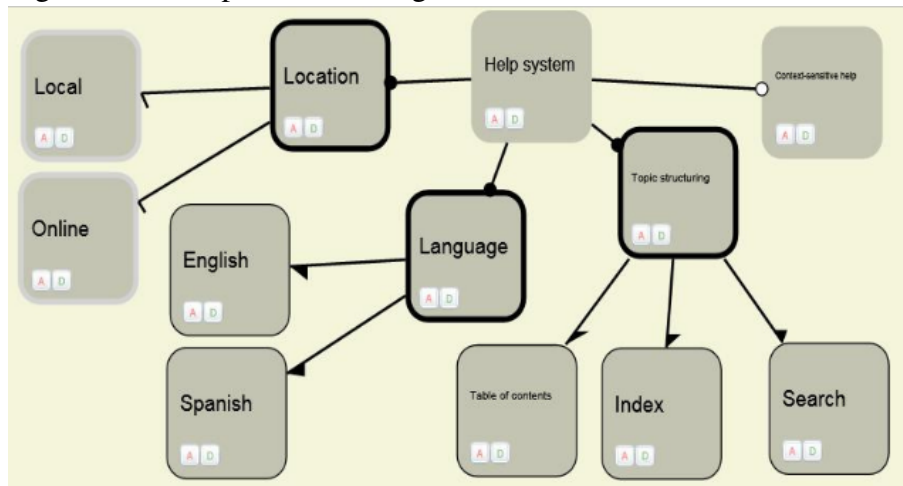 Local
A D
Location
A D
Help system
A D
Context-sensitive help
A D
Online
A D
English
A D
Language
A D
Topic structuring
A D
Spanish
A D
Table of contents
A D
Index
A D
Search
A D